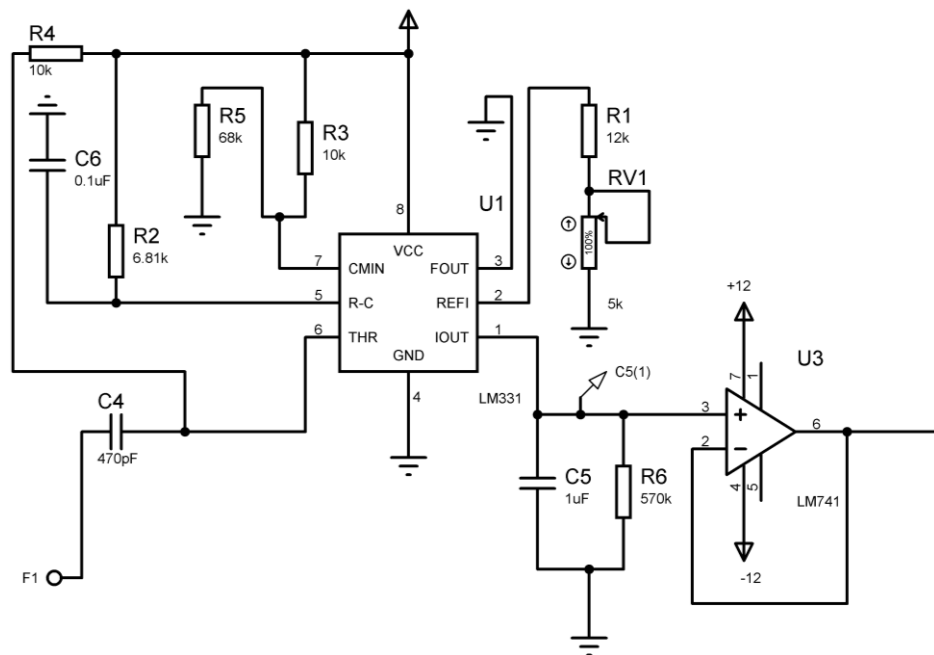 R4
10k
R5
68k
R3
10k
R1
12k
C6
0.1uF
RV1
U1
8
R2
6.81k
VCC
100%
7
CMIN
FOUT
3
5
R-C
REFI
2
5k
6
THR
IOUT
1
+12
GND
U3
4
LM331
C5(1)
7
1
C4
470pF
3
+
6
2
−
C5
1uF
R6
570k
4
5
LM741
F1
-12